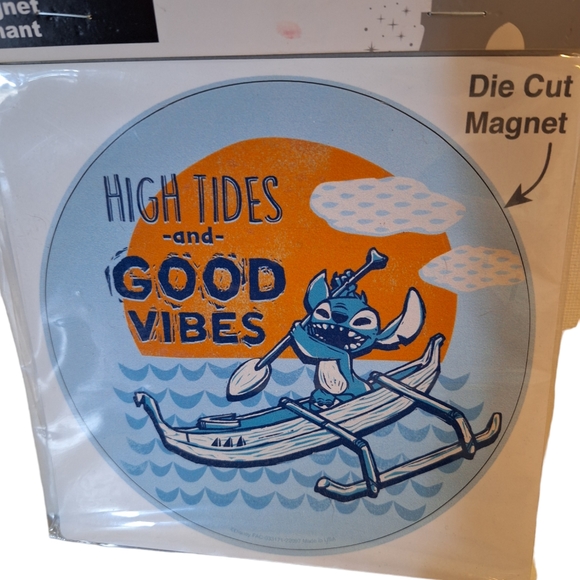 Die Cut
Magnet
HIGH TIDES
-and-
GOOD
VIBES